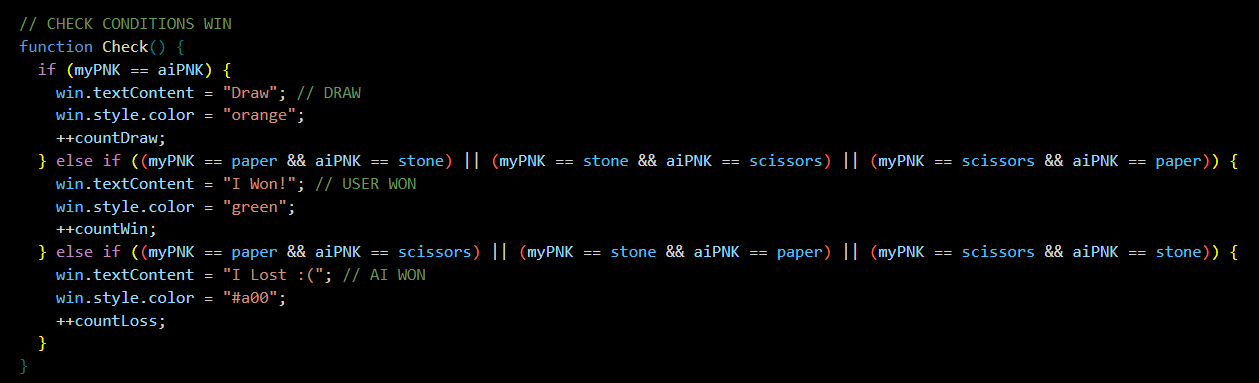 // CHECK CONDITIONS WIN
function Check() {
  if (myPNK == aiPNK) {
    win.textContent = "Draw"; // DRAW
    win.style.color = "orange";
    ++countDraw;
  } else if ((myPNK == paper && aiPNK == stone) || (myPNK == stone && aiPNK == scissors) || (myPNK == scissors && aiPNK == paper)) {
    win.textContent = "I Won!"; // USER WON
    win.style.color = "green";
    ++countWin;
  } else if ((myPNK == paper && aiPNK == scissors) || (myPNK == stone && aiPNK == paper) || (myPNK == scissors && aiPNK == stone)) {
    win.textContent = "I Lost :("; // AI WON
    win.style.color = "#a00";
    ++countLoss;
  }
}